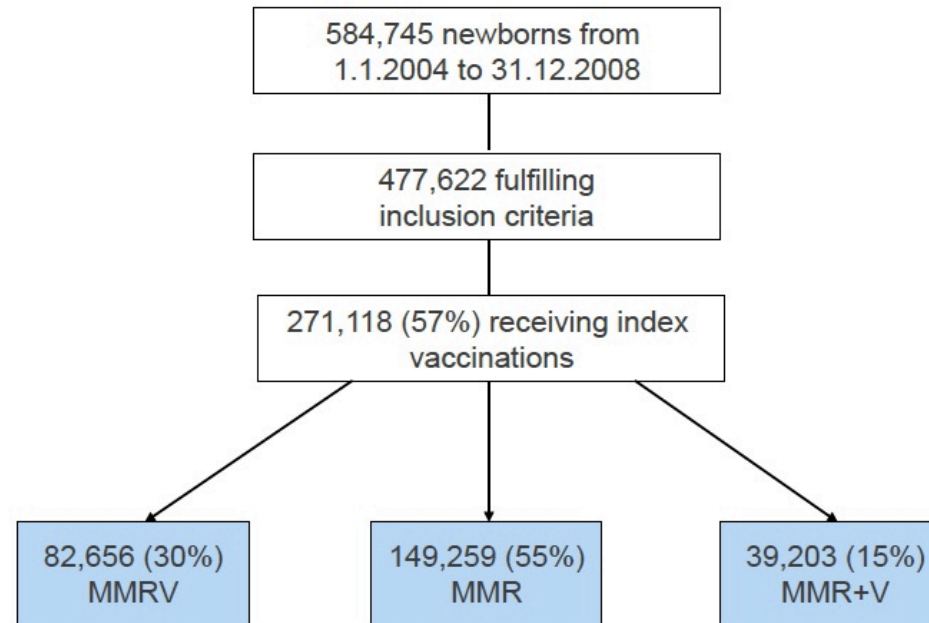 584,745 newborns from
1.1.2004 to 31.12.2008
477,622 fulfilling
inclusion criteria
271,118 (57%) receiving index
vaccinations
82,656 (30%)
MMRV
149,259 (55%)
MMR
39,203 (15%)
MMR+V